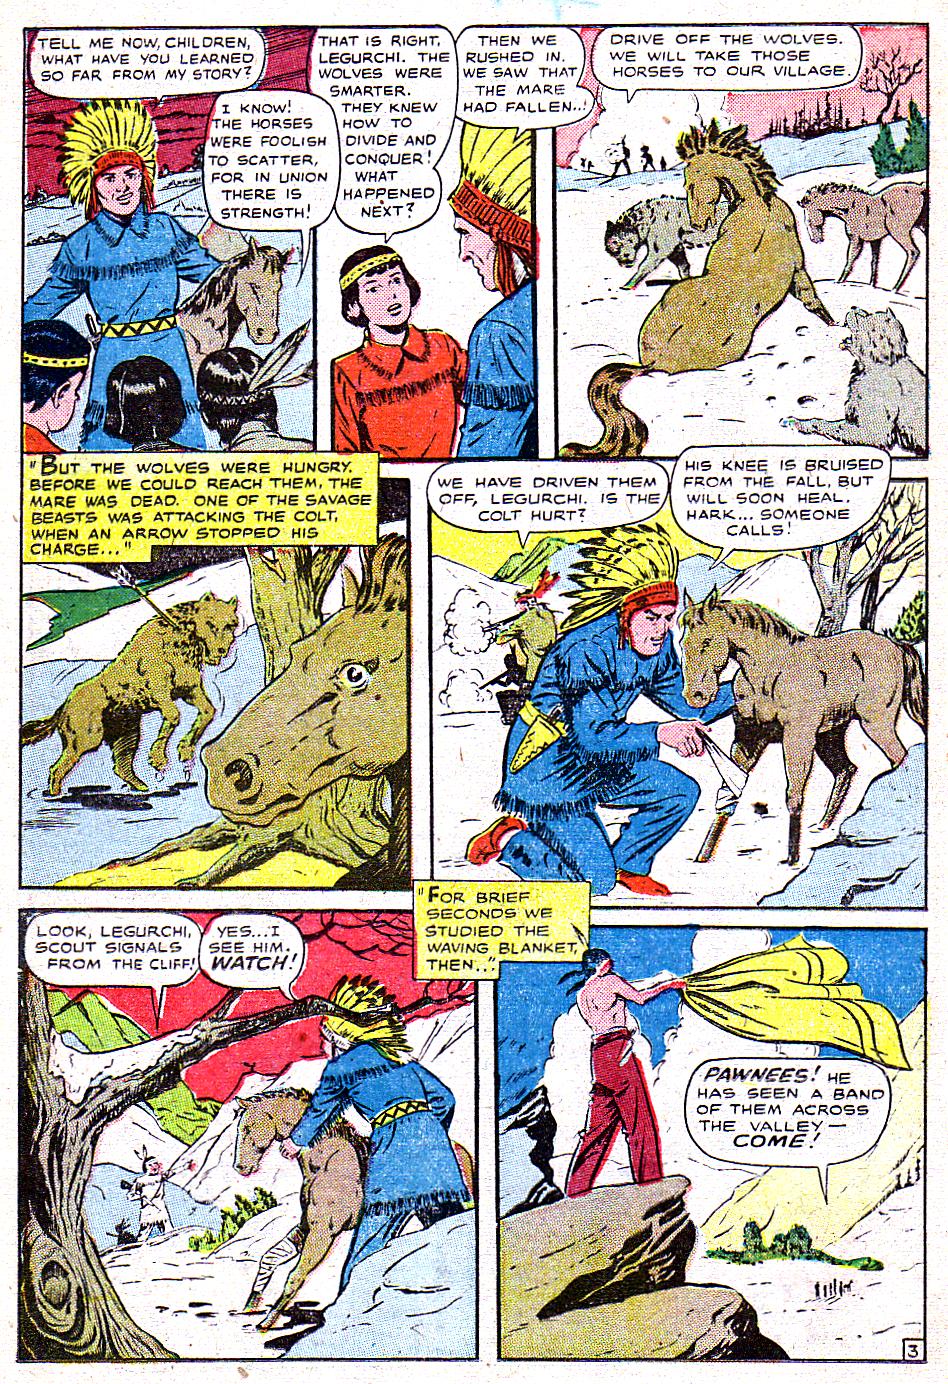 TELL ME NOW, CHILDREN,
WHAT HAVE YOU LEARNED
SO FAR FROM MY STORY?
I KNOW!
THE HORSES
WERE FOOLISH
TO SCATTER,
FOR IN UNION
THERE IS
STRENGTH!
THAT IS RIGHT,
LEGURCHI. THE
WOLVES WERE
SMARTER.
THEY KNEW
HOW TO
DIVIDE AND
CONQUER!
WHAT
HAPPENED
NEXT?
THEN WE
RUSHED IN.
WE SAW THAT
THE MARE
HAD FALLEN...!
DRIVE OFF THE WOLVES.
WE WILL TAKE THOSE
HORSES TO OUR VILLAGE.
"BUT THE WOLVES WERE HUNGRY.
BEFORE WE COULD REACH THEM, THE
MARE WAS DEAD. ONE OF THE SAVAGE
BEASTS WAS ATTACKING THE COLT,
WHEN AN ARROW STOPPED HIS
CHARGE..."
WE HAVE DRIVEN THEM
OFF, LEGURCHI. IS THE
COLT HURT?
HIS KNEE IS BRUISED
FROM THE FALL, BUT
WILL SOON HEAL.
HARK... SOMEONE
CALLS!
LOOK, LEGURCHI,
SCOUT SIGNALS
FROM THE CLIFF!
YES...I
SEE HIM.
WATCH!
"FOR BRIEF
SECONDS WE
STUDIED THE
WAVING BLANKET,
THEN..."
PAWNEES! HE
HAS SEEN A BAND
OF THEM ACROSS
THE VALLEY—
COME!
3